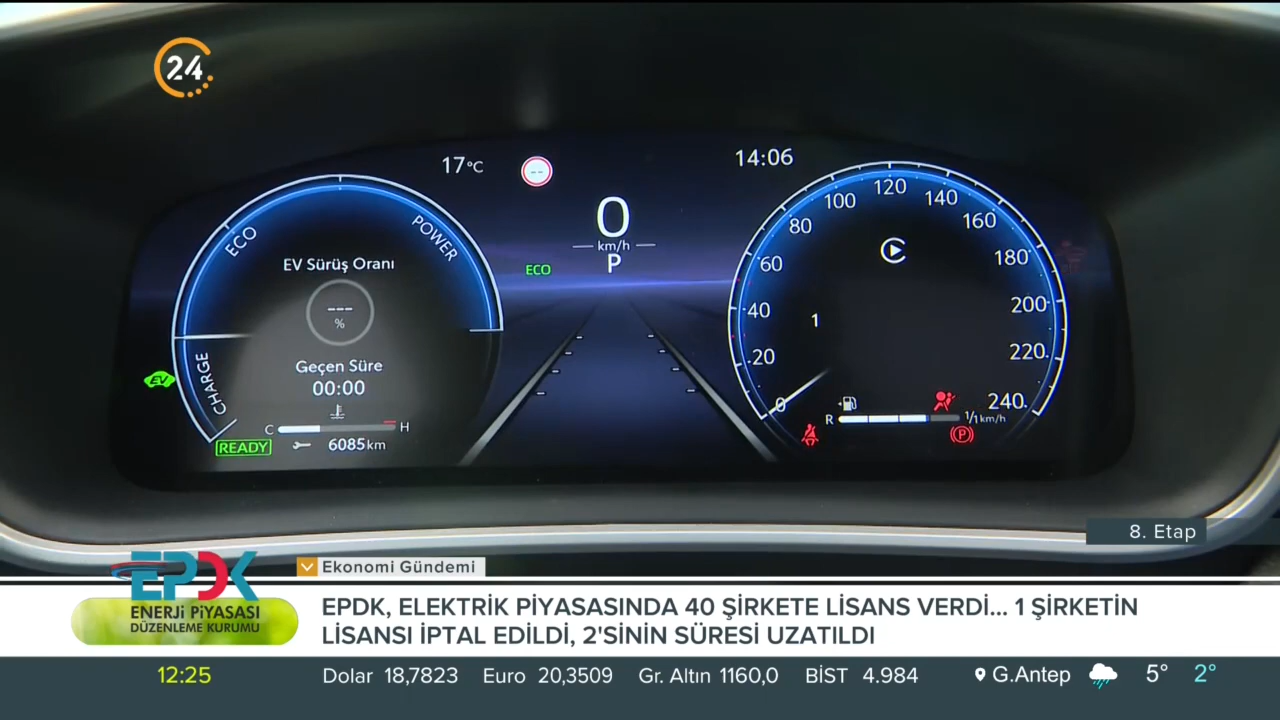 24
17°C
--
14:06
0
km/h
P
ECO
ECO
POWER
CHARGE
EV Sürüş Oranı
---
%
Geçen Süre
00:00
C
H
EV
READY
6085 km
0
20
40
60
80
100
120
140
160
180
200
220
240
1
R
1/1
km/h
P
8. Etap
EPDK
ENERJİ PİYASASI
DÜZENLEME KURUMU
Ekonomi Gündemi
EPDK, ELEKTRİK PİYASASINDA 40 ŞİRKETE LİSANS VERDİ... 1 ŞİRKETİN
LİSANSI İPTAL EDİLDİ, 2'SİNİN SÜRESİ UZATILDI
12:25 Dolar 18,7823 Euro 20,3509 Gr. Altın 1160,0 BİST 4.984 G.Antep 5° 2°